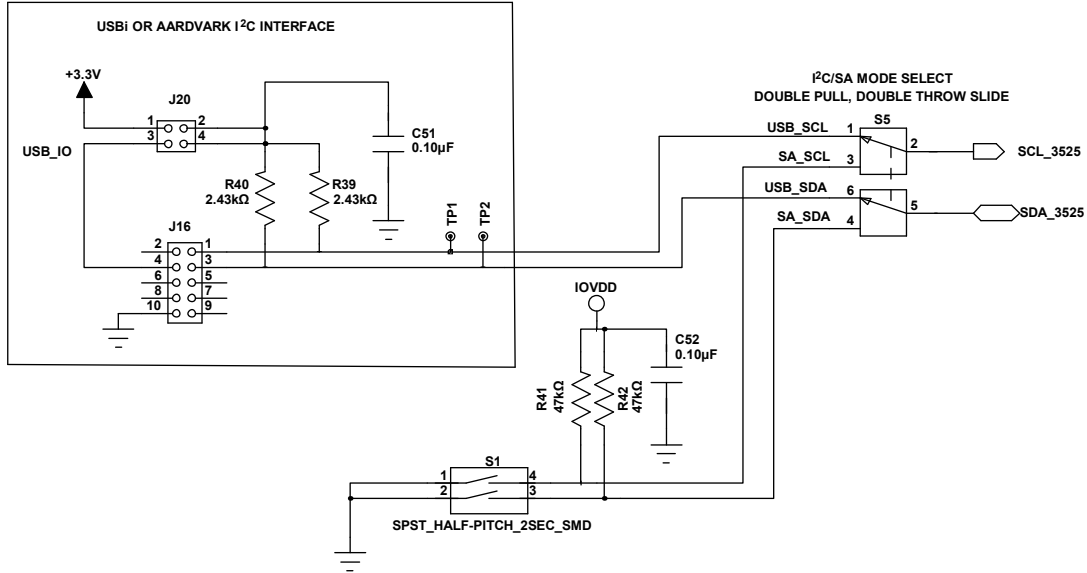 USBi OR AARDVARK I²C INTERFACE
+3.3V
J20
1 2
3 4
USB_IO
C51
0.10µF
R40
2.43kΩ
R39
2.43kΩ
TP1
TP2
J16
2 1
4 3
6 5
8 7
10 9
I²C/SA MODE SELECT
DOUBLE PULL, DOUBLE THROW SLIDE
S5
USB_SCL 1
2 SCL_3525
SA_SCL 3
USB_SDA 6
5 SDA_3525
SA_SDA 4
IOVDD
C52
0.10µF
R41
47kΩ
R42
47kΩ
S1
1 4
2 3
SPST_HALF-PITCH_2SEC_SMD